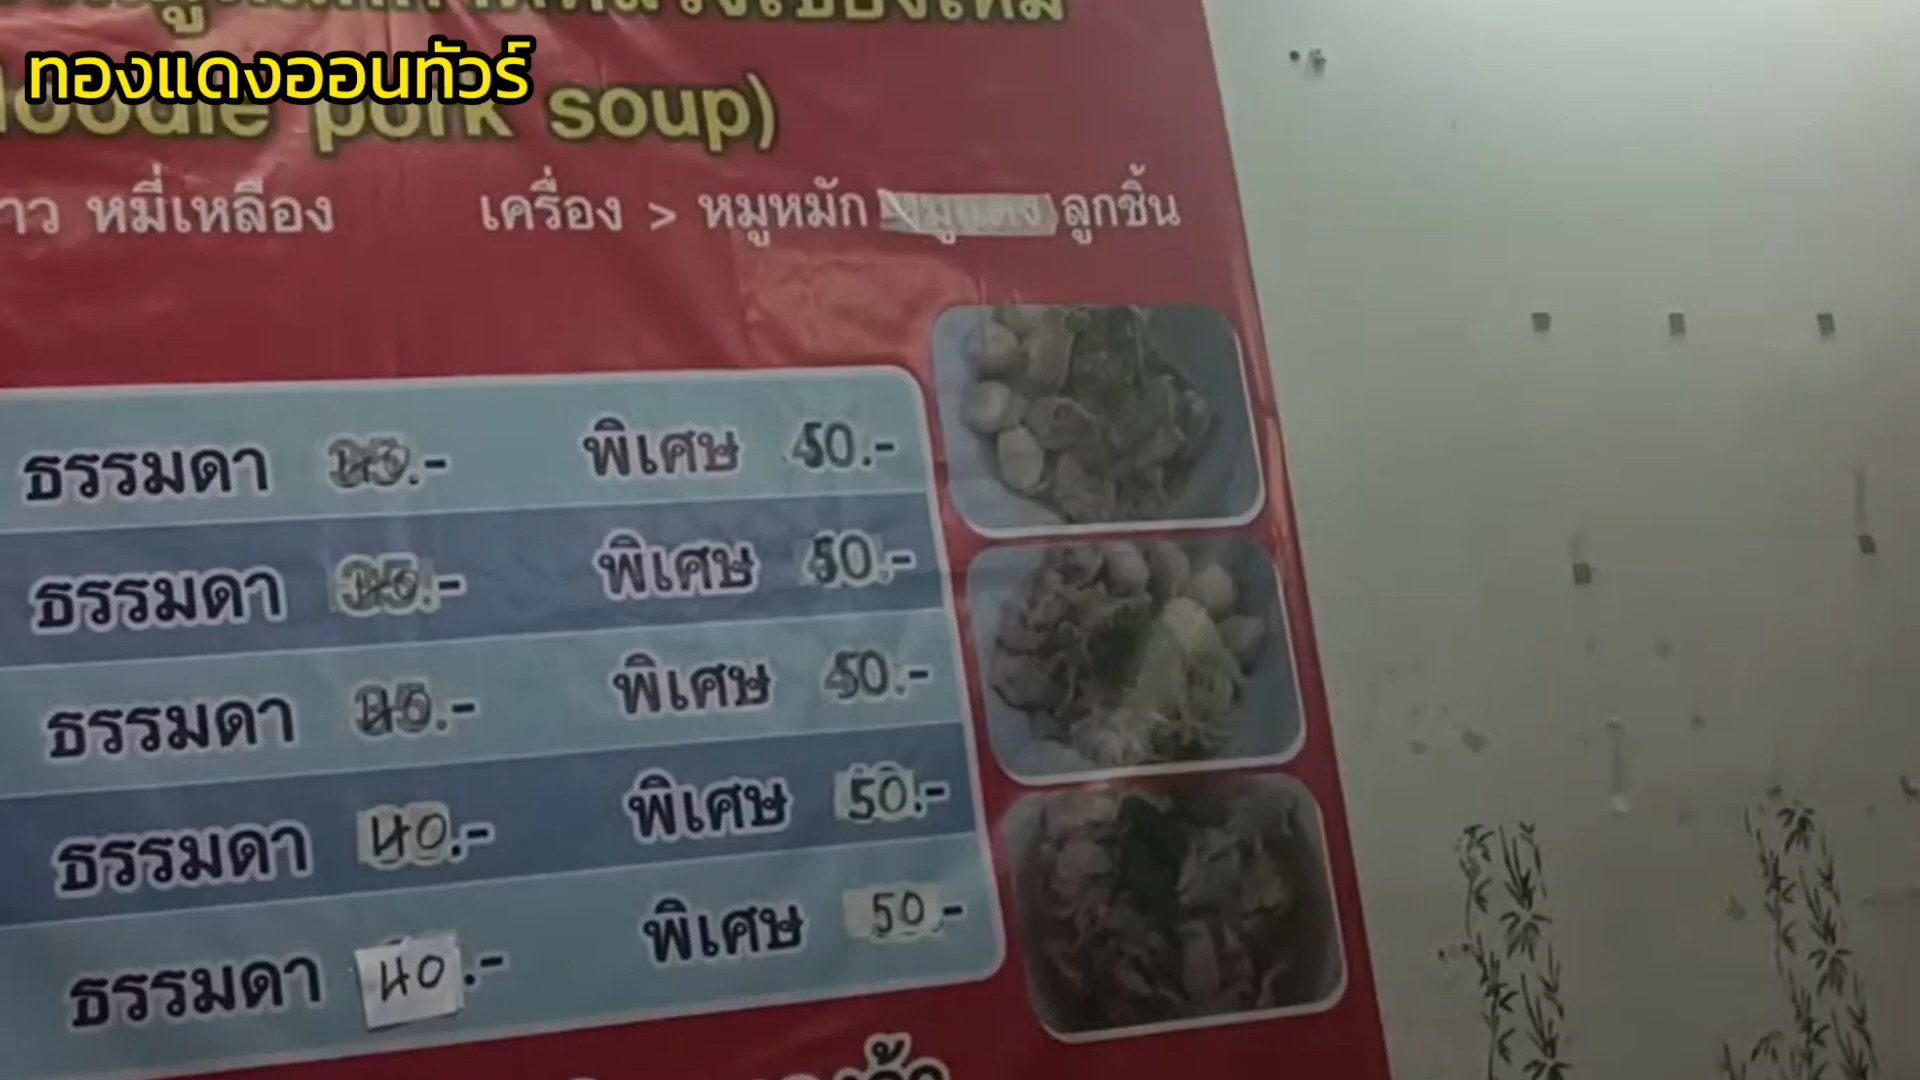 ทองแดงออนทัวร์
pork soup)
หมี่เหลือง เครื่อง > หมูหมัก ลูกชิ้น
ธรรมดา .- พิเศษ 50.-
ธรรมดา .- พิเศษ 50.-
ธรรมดา .- พิเศษ 50.-
ธรรมดา 40.- พิเศษ 50.-
ธรรมดา 40.- พิเศษ 50.-